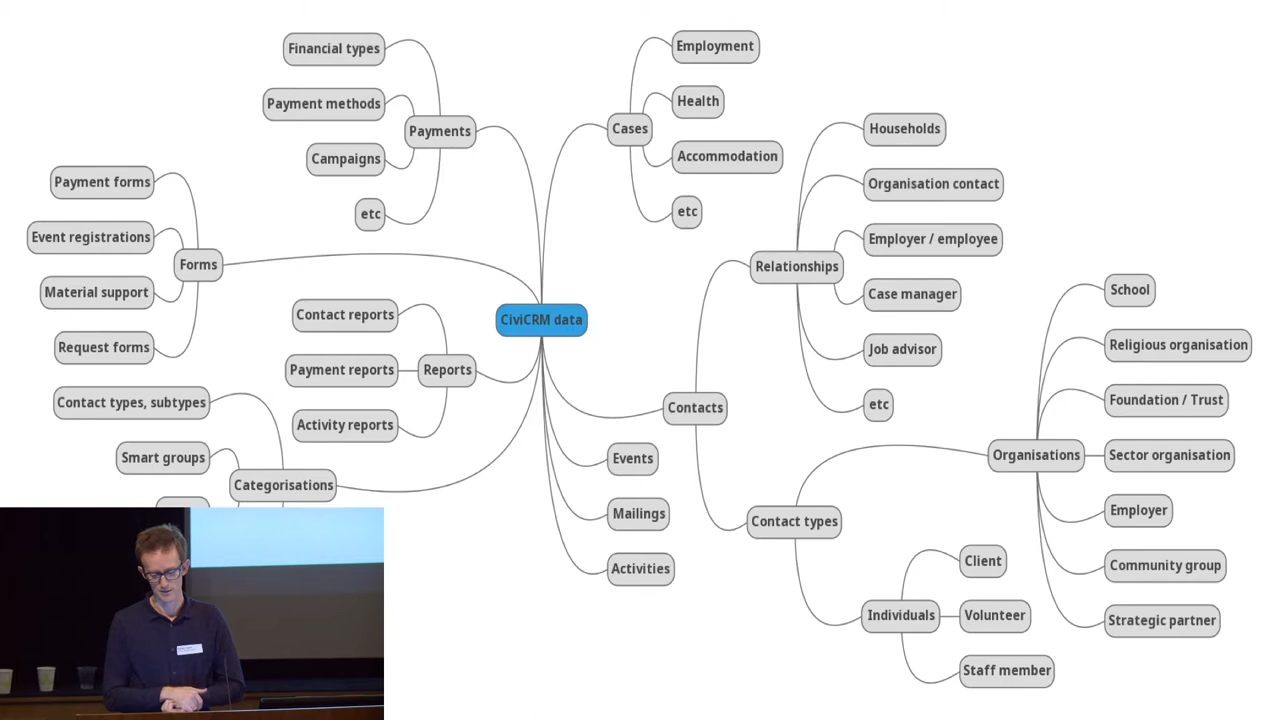 CiviCRM data
Payments
Financial types
Payment methods
Campaigns
etc
Forms
Payment forms
Event registrations
Material support
Request forms
Reports
Contact reports
Payment reports
Activity reports
Categorisations
Contact types, subtypes
Smart groups
Cases
Employment
Health
Accommodation
etc
Contacts
Relationships
Households
Organisation contact
Employer / employee
Case manager
Job advisor
etc
Contact types
Organisations
School
Religious organisation
Foundation / Trust
Sector organisation
Employer
Community group
Strategic partner
Individuals
Client
Volunteer
Staff member
Events
Mailings
Activities